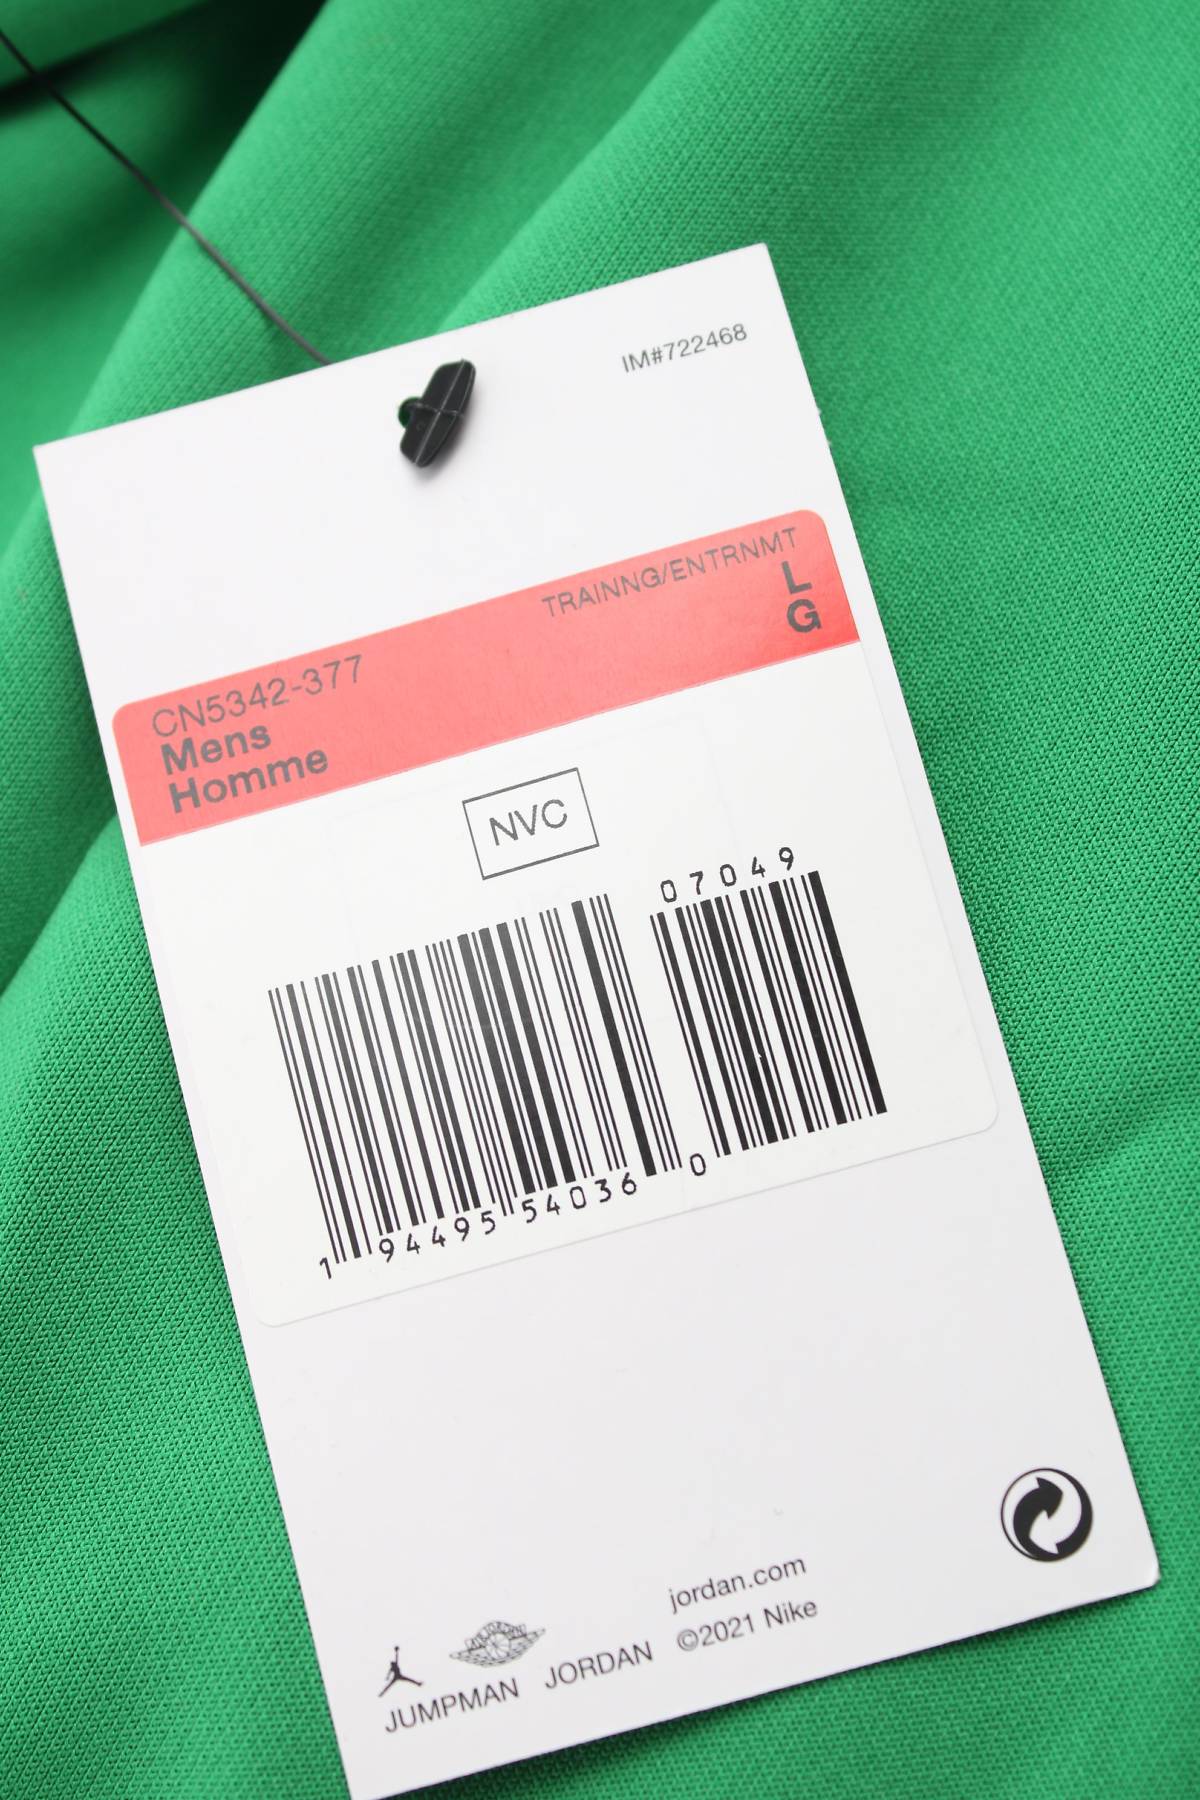 IM#722468
TRAINNG/ENTRNMT
L
G
CN5342-377
Mens
Homme
NVC
07049
1 94495 54036 0
jordan.com
©2021 Nike
JUMPMAN JORDAN